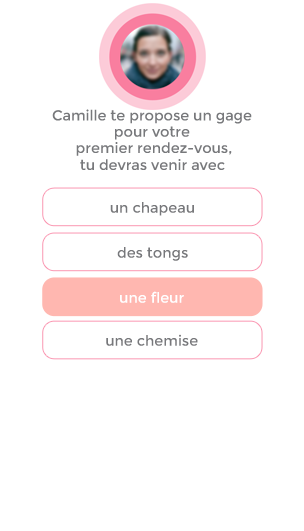 Camille te propose un gage
pour votre
premier rendez-vous,
tu devras venir avec
un chapeau
des tongs
une fleur
une chemise